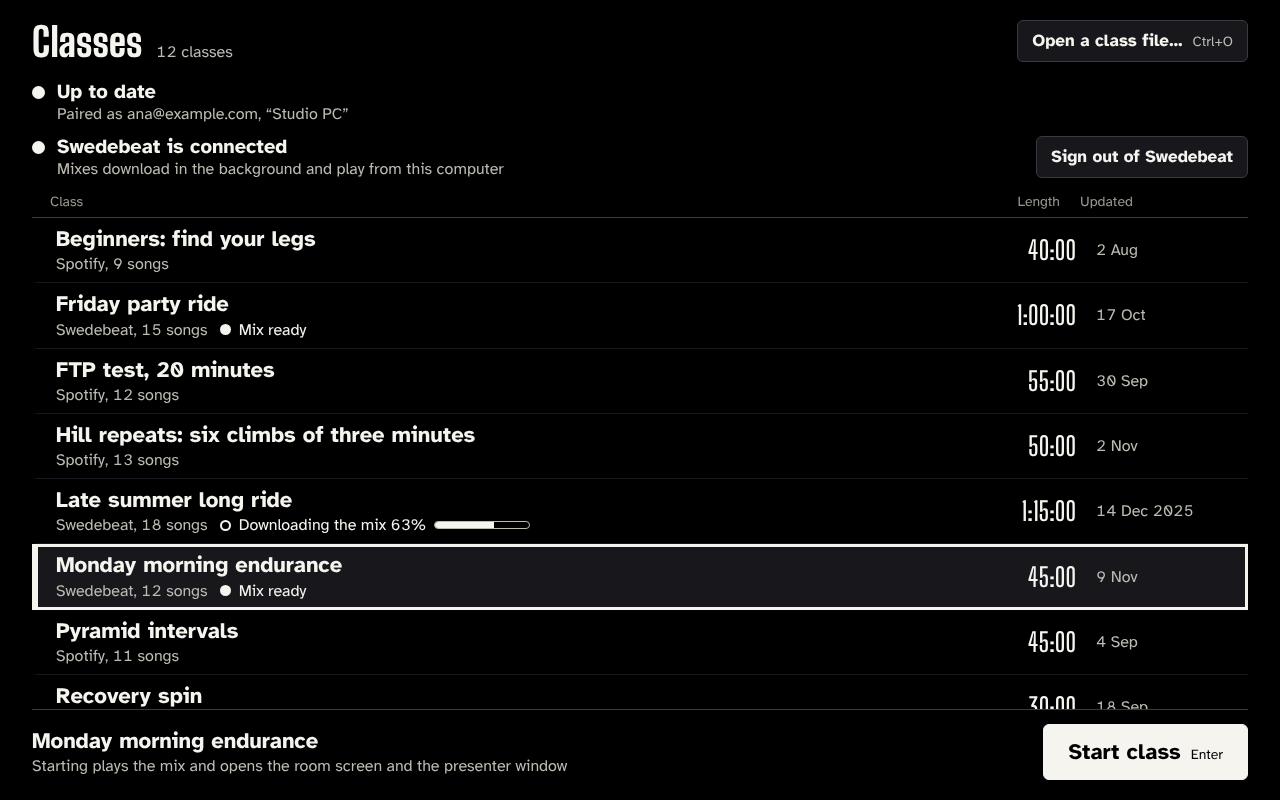 Classes 12 classes Open a class file... Ctrl+O
Up to date
Paired as ana@example.com, “Studio PC”
Swedebeat is connected
Mixes download in the background and play from this computer
Sign out of Swedebeat
Class Length Updated
Beginners: find your legs
Spotify, 9 songs
40:00 2 Aug
Friday party ride
Swedebeat, 15 songs Mix ready
1:00:00 17 Oct
FTP test, 20 minutes
Spotify, 12 songs
55:00 30 Sep
Hill repeats: six climbs of three minutes
Spotify, 13 songs
50:00 2 Nov
Late summer long ride
Swedebeat, 18 songs Downloading the mix 63%
1:15:00 14 Dec 2025
Monday morning endurance
Swedebeat, 12 songs Mix ready
45:00 9 Nov
Pyramid intervals
Spotify, 11 songs
45:00 4 Sep
Recovery spin
30:00 18 Sep
Monday morning endurance
Starting plays the mix and opens the room screen and the presenter window
Start class Enter